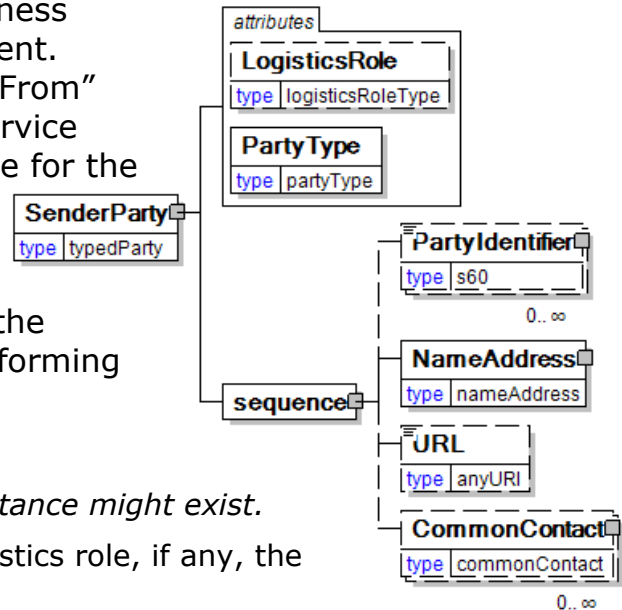 ness
ent.
From”
rvice
e for the
the
forming
tance might exist.
stics role, if any, the
attributes
LogisticsRole
type logisticsRoleType
PartyType
type partyType
SenderParty
type typedParty
sequence
PartyIdentifier
type s60
0.. ∞
NameAddress
type nameAddress
URL
type anyURI
CommonContact
type commonContact
0.. ∞